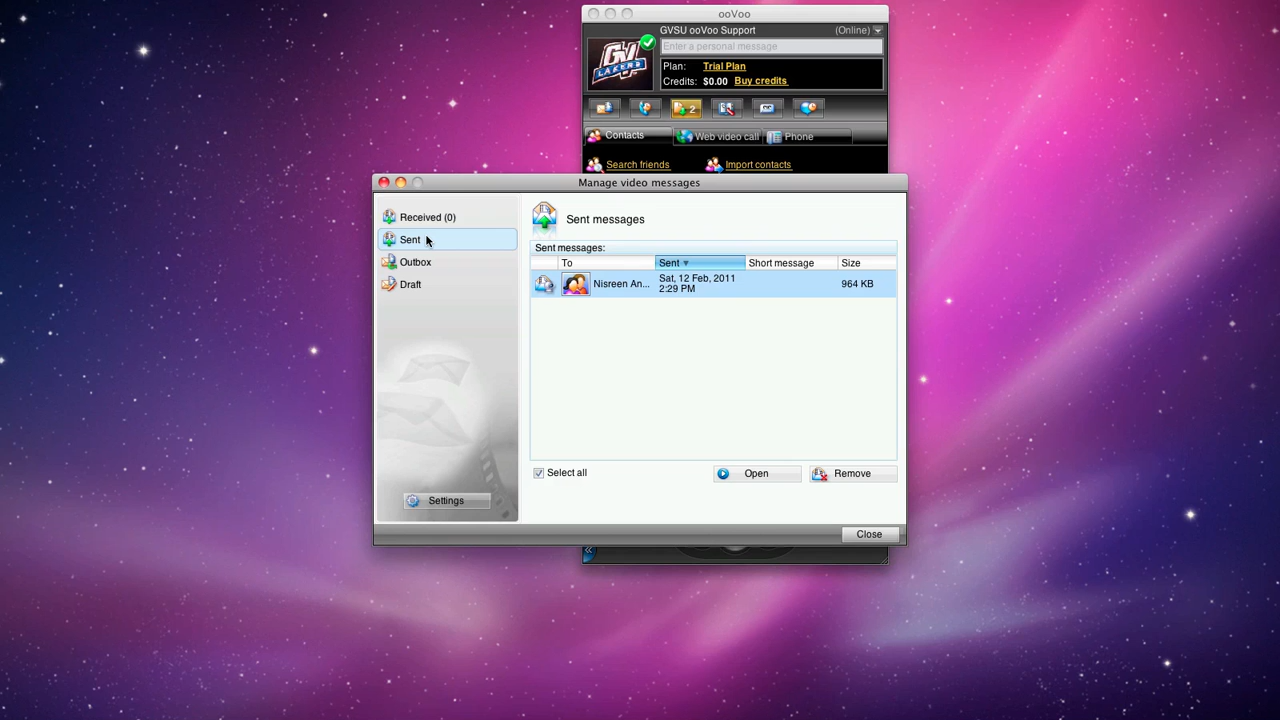 ooVoo
GVSU ooVoo Support (Online)
Enter a personal message
GV
LAKERS
Plan: Trial Plan
Credits: $0.00 Buy credits
2
Contacts Web video call Phone
Search friends Import contacts
Manage video messages
Received (0)
Sent
Outbox
Draft
Settings
Sent messages
Sent messages:
To Sent Short message Size
Nisreen An... Sat, 12 Feb, 2011 964 KB
2:29 PM
Select all Open Remove
Close